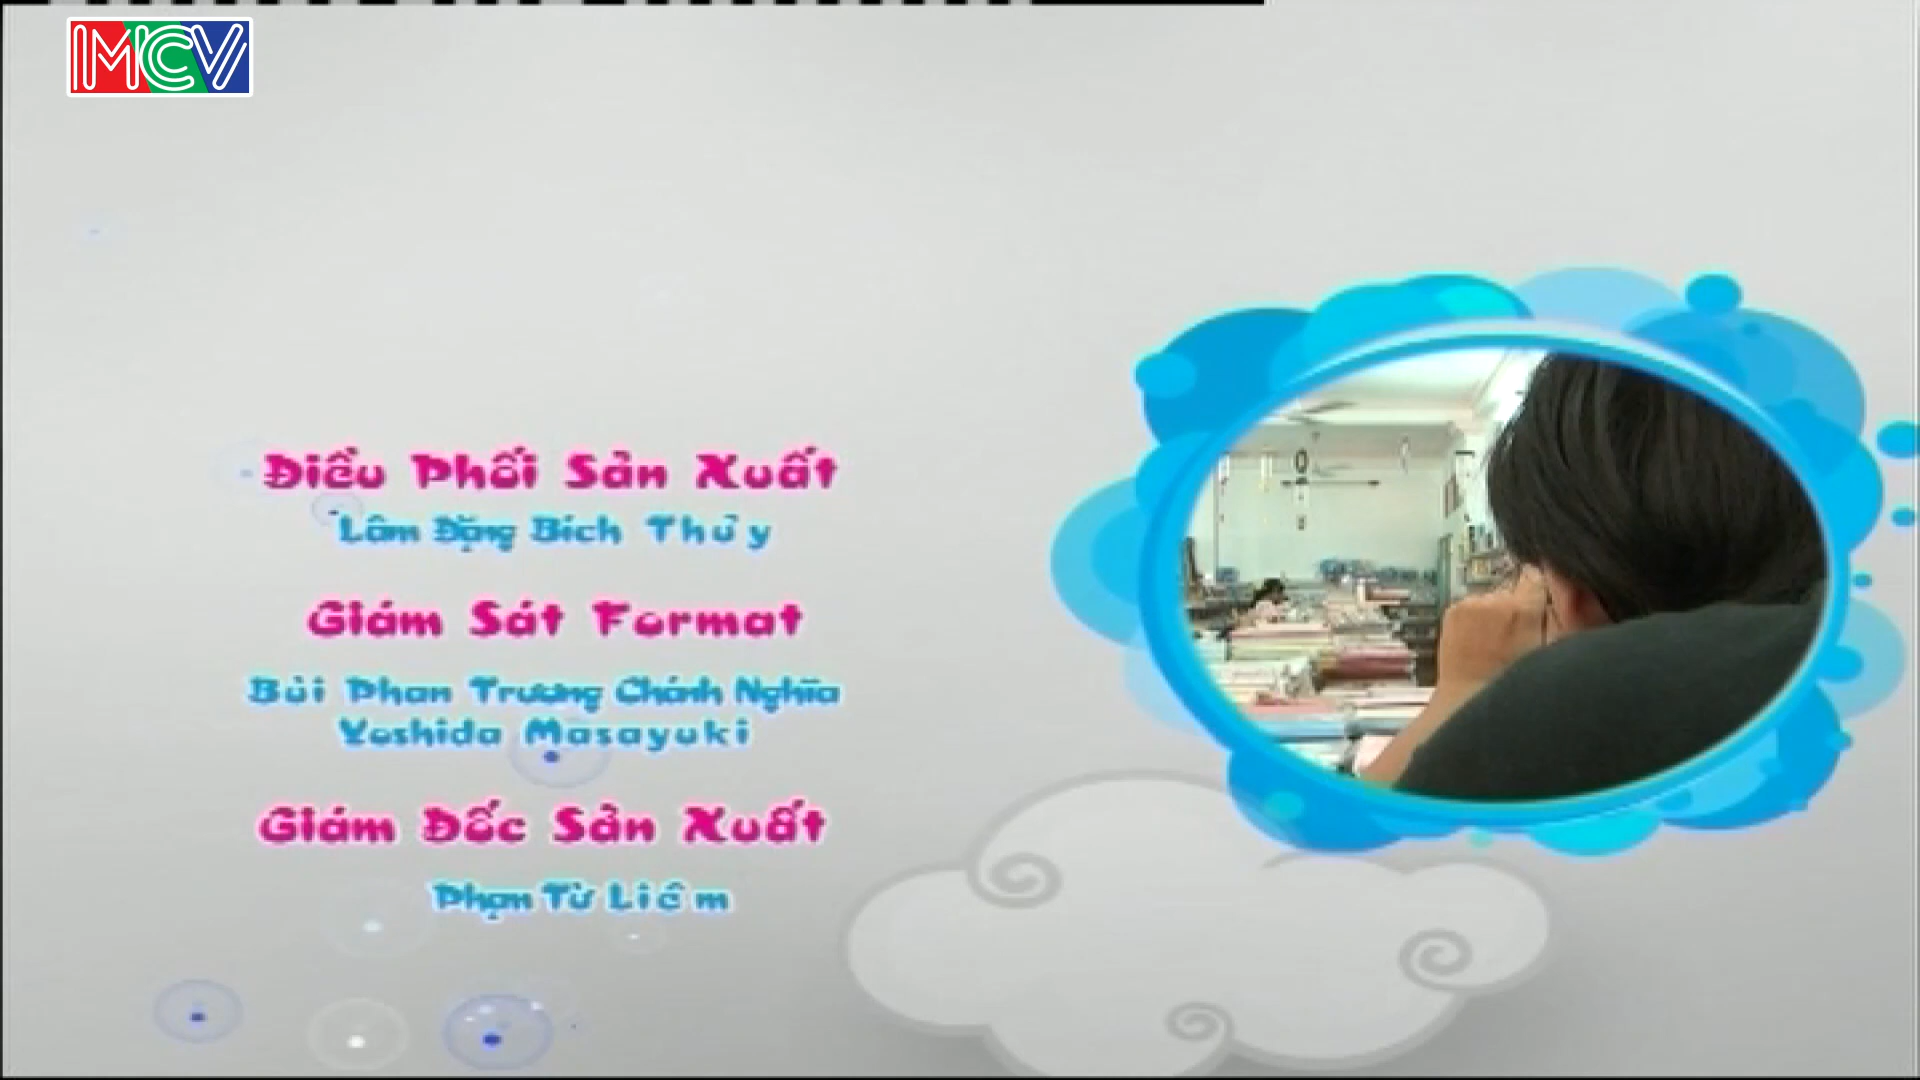 MCV
Điều Phối Sản Xuất
Lâm Đặng Bích Thủy
Giám Sát Format
Bùi Phan Trương Chánh Nghĩa
Yoshida Masayuki
Giám Đốc Sản Xuất
Phạn Từ Liêm